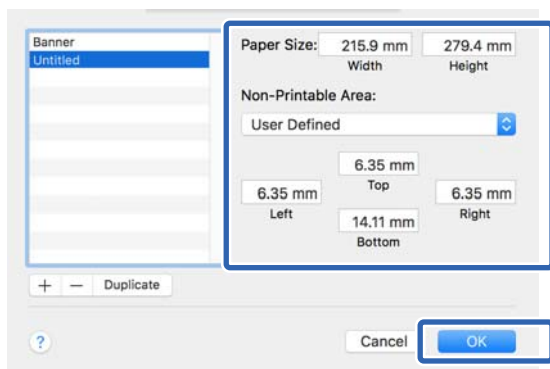 Banner
Untitled
Paper Size: 215.9 mm 279.4 mm
Width Height
Non-Printable Area:
User Defined
6.35 mm
Top
6.35 mm 6.35 mm
Left Right
14.11 mm
Bottom
+ − Duplicate
? Cancel OK